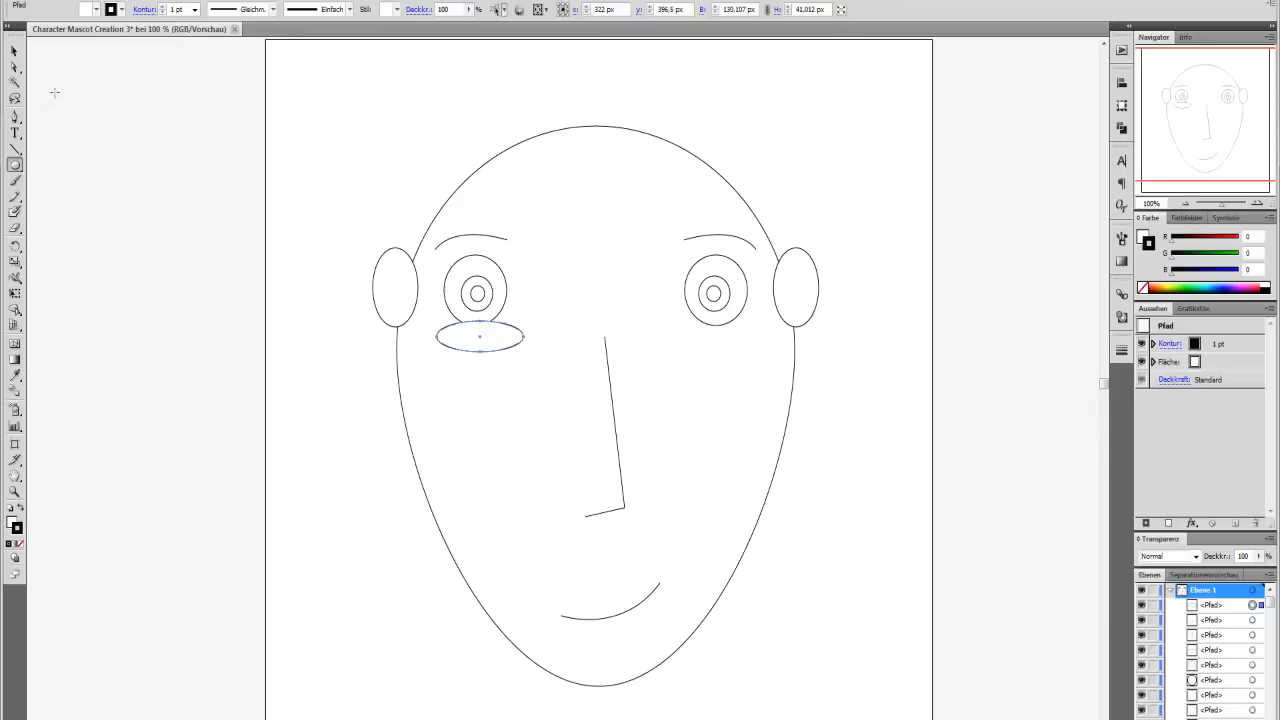 Pfad Kontur: 1 pt Gleichm. Einfach Stil: Deckkr.: 100 % x: 322 px y: 396,5 px B: 130,107 px H: 41,012 px
Character Mascot Creation 3* bei 100 % (RGB/Vorschau)
Navigator Info
100%
Farbe Farbfelder Symbole
R 0
G 0
B 0
Aussehen Grafikstile
Pfad
Kontur: 1 pt
Fläche:
Deckkraft: Standard
Transparenz
Normal Deckkr.: 100 %
Ebenen Separationenvorschau
Ebene 1
<Pfad>
<Pfad>
<Pfad>
<Pfad>
<Pfad>
<Pfad>
<Pfad>
<Pfad>